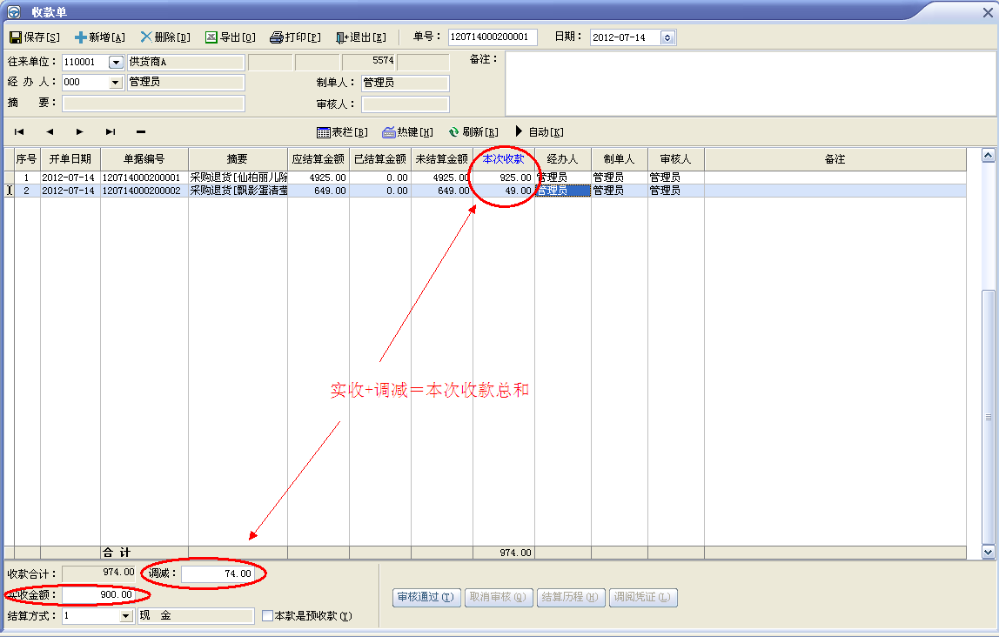 收款单
保存[S] 新增[A] 删除[D] 导出[O] 打印[P] 退出[E] 单号： 120714000200001 日期： 2012-07-14
往来单位： 110001 供货商A 5574 备注：
经 办 人： 000 管理员 制单人： 管理员
摘 要： 审核人：
表栏[B] 热键[H] 刷新[R] 自动[K]
序号 开单日期 单据编号 摘要 应结算金额 已结算金额 未结算金额 本次收款 经办人 制单人 审核人 备注
1 2012-07-14 120714000200001 采购退货[仙柏丽儿除 4925.00 0.00 4925.00 925.00 管理员 管理员 管理员
2 2012-07-14 120714000200002 采购退货[飘影蛋清莹 649.00 0.00 649.00 49.00 管理员 管理员 管理员
实收+调减＝本次收款总和
合 计 974.00
收款合计： 974.00 调减： 74.00
实收金额： 900.00
审核通过(T) 取消审核(Q) 结算历程(H) 调阅凭证(L)
结算方式： 1 现 金 本款是预收款(Y)